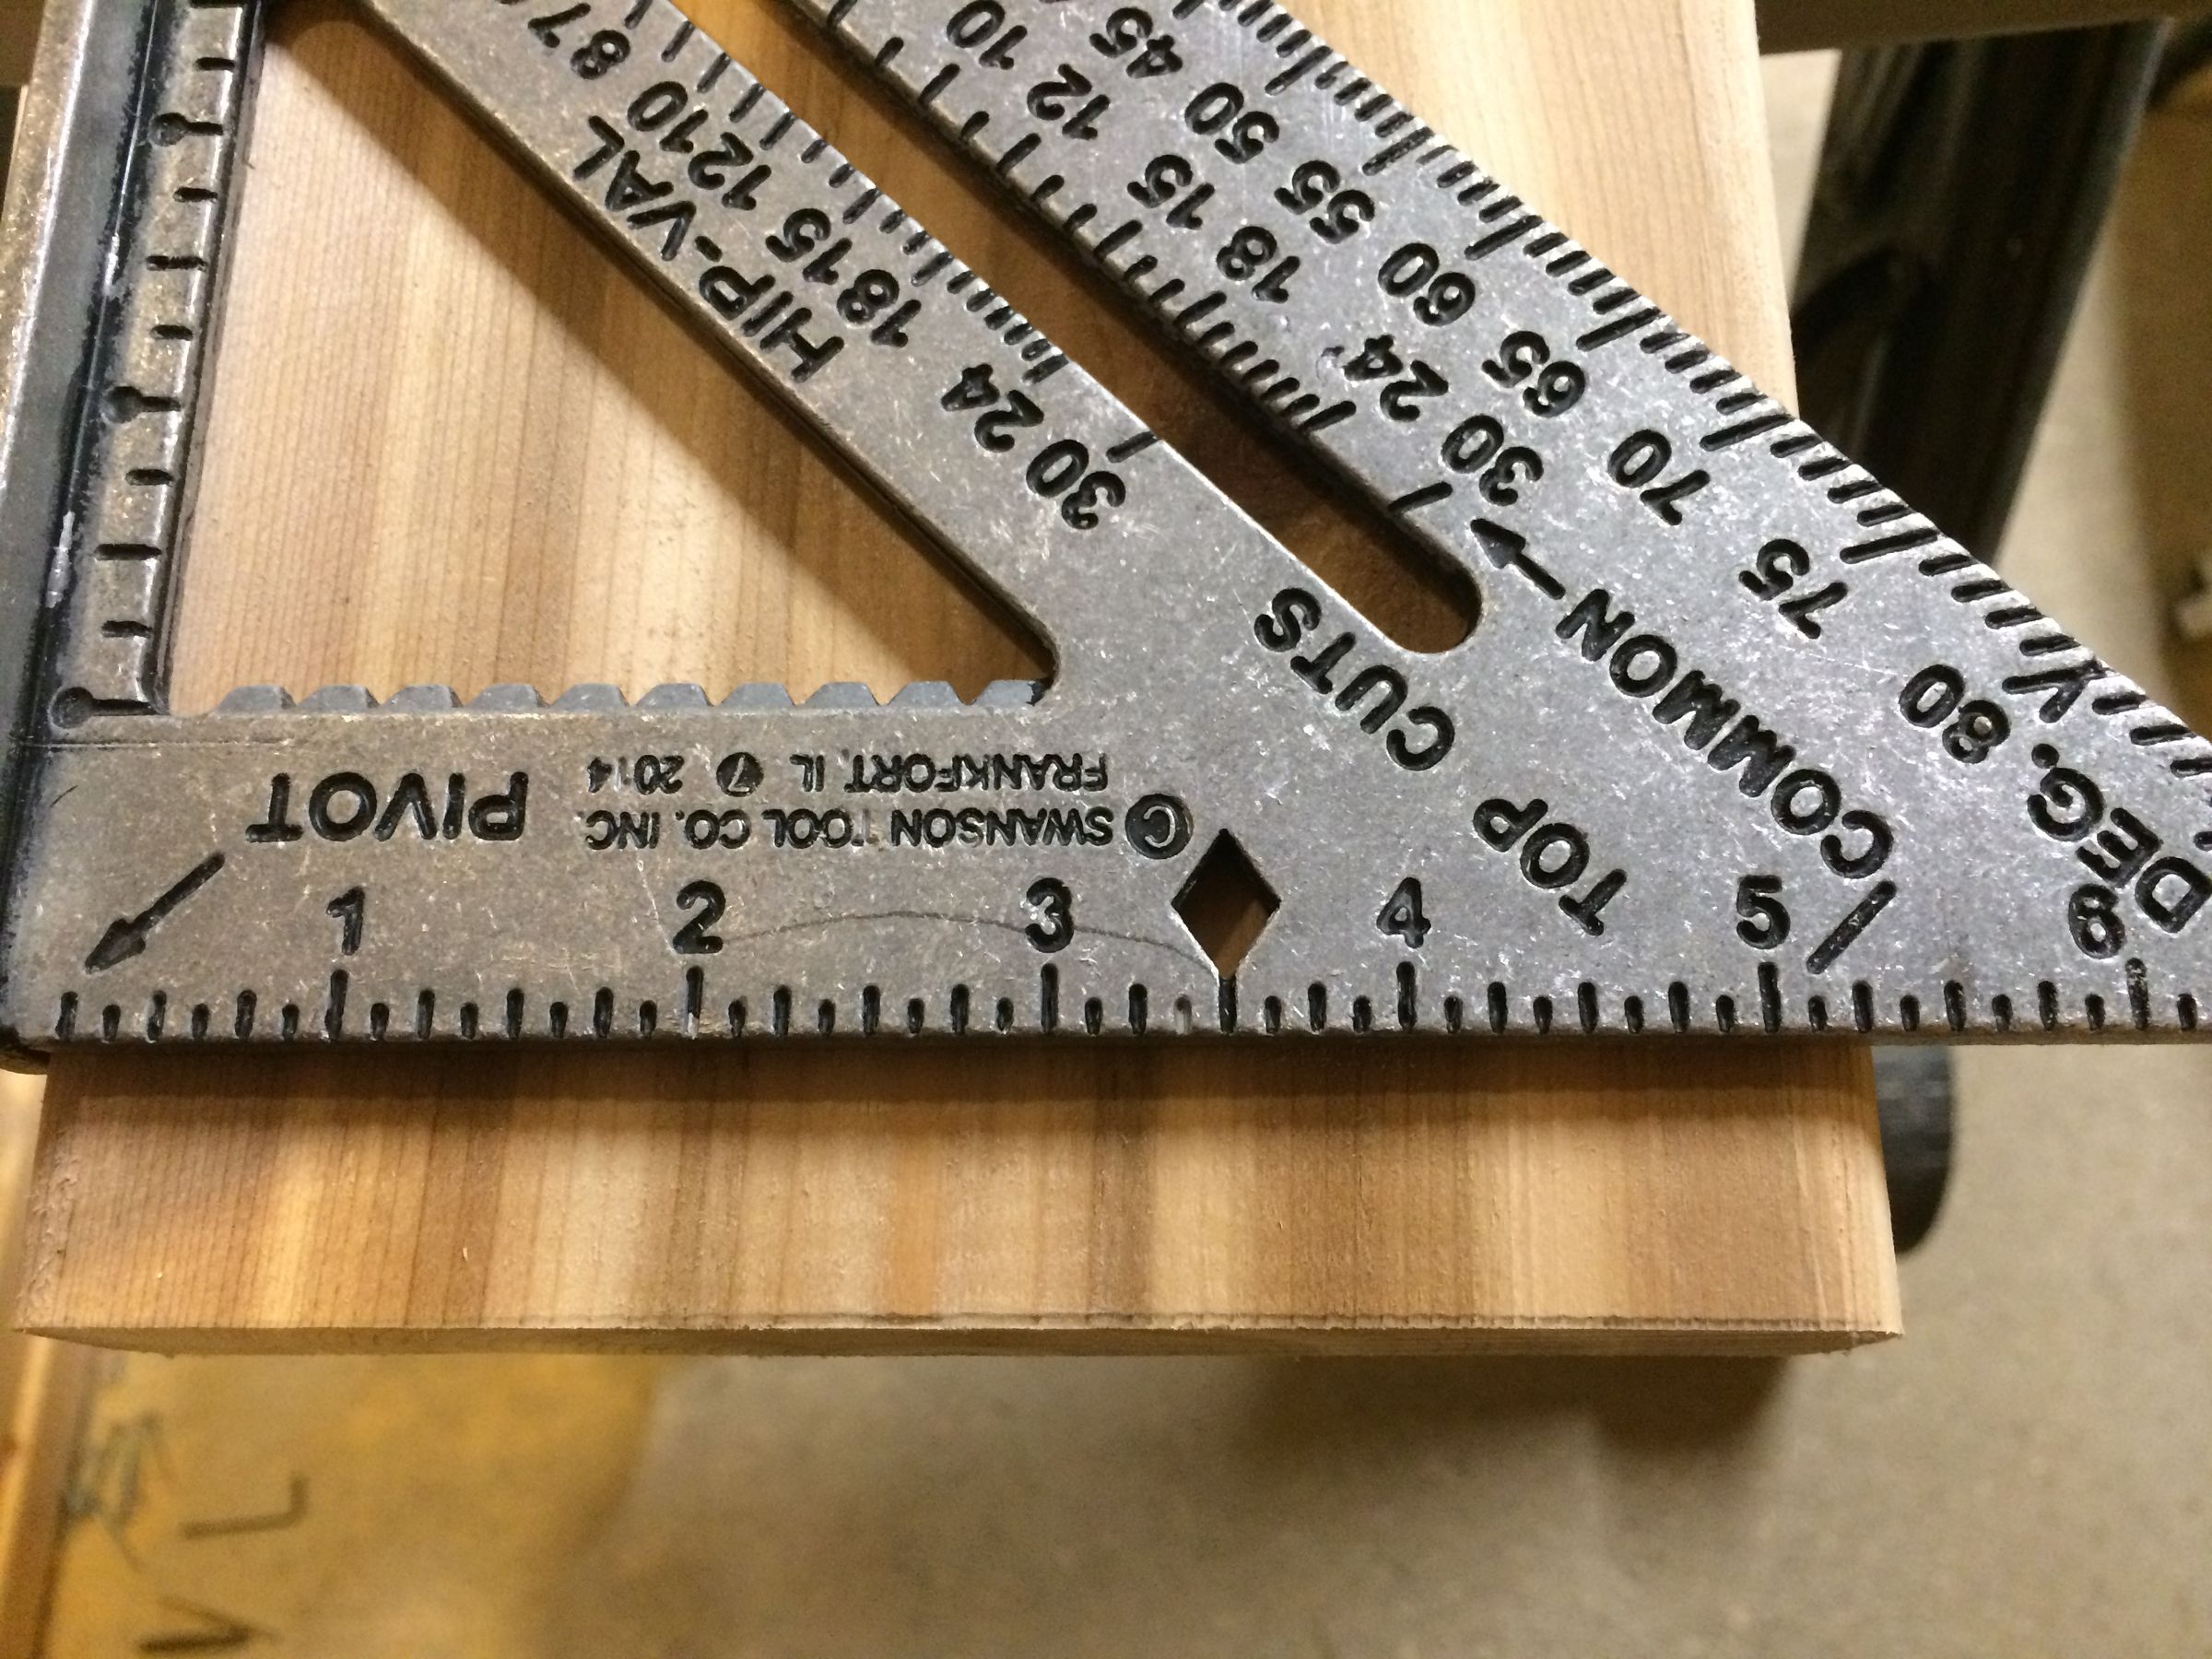 7 8 10 12 15 18 24 30
HIP-VAL
10 12 15 18 24 30
45 50 55 60 65 70 75 80
COMMON
DEG.
TOP CUTS
PIVOT
© SWANSON TOOL CO. INC.
FRANKFORT, IL 7 2014
1 2 3 4 5 6
L
V